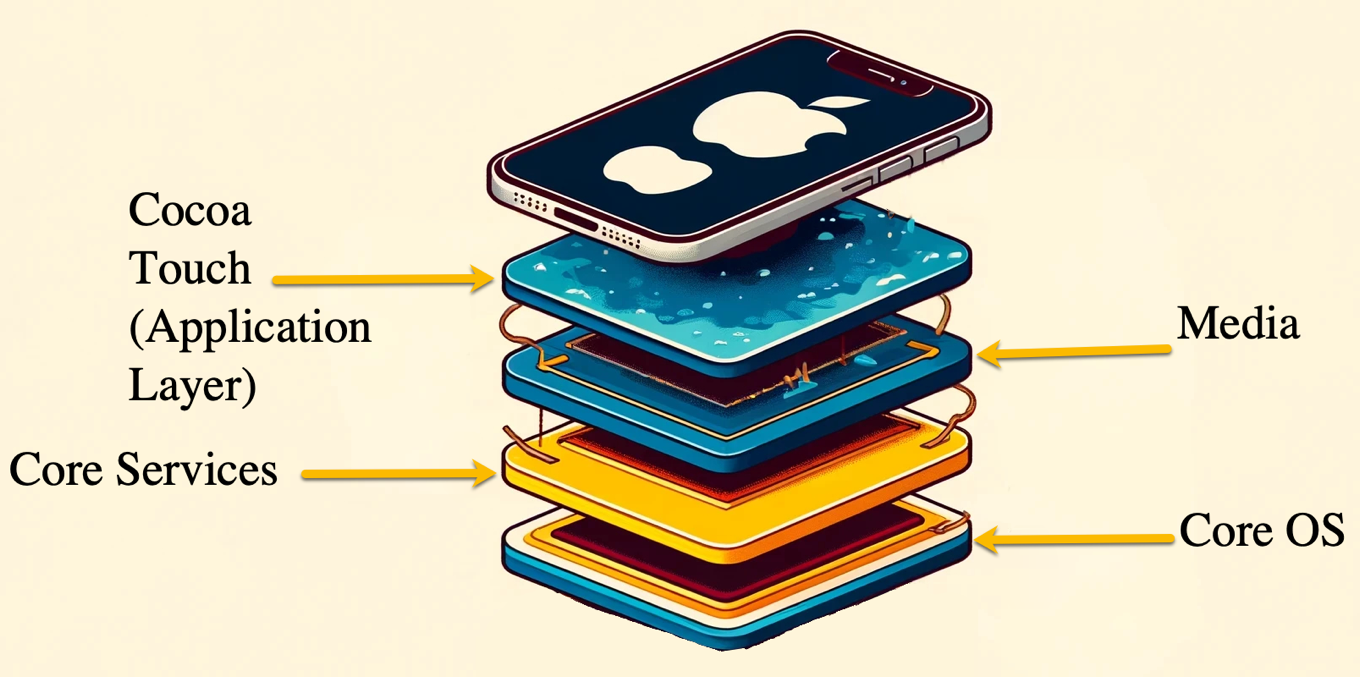 Cocoa
Touch
(Application
Layer)
Media
Core Services
Core OS